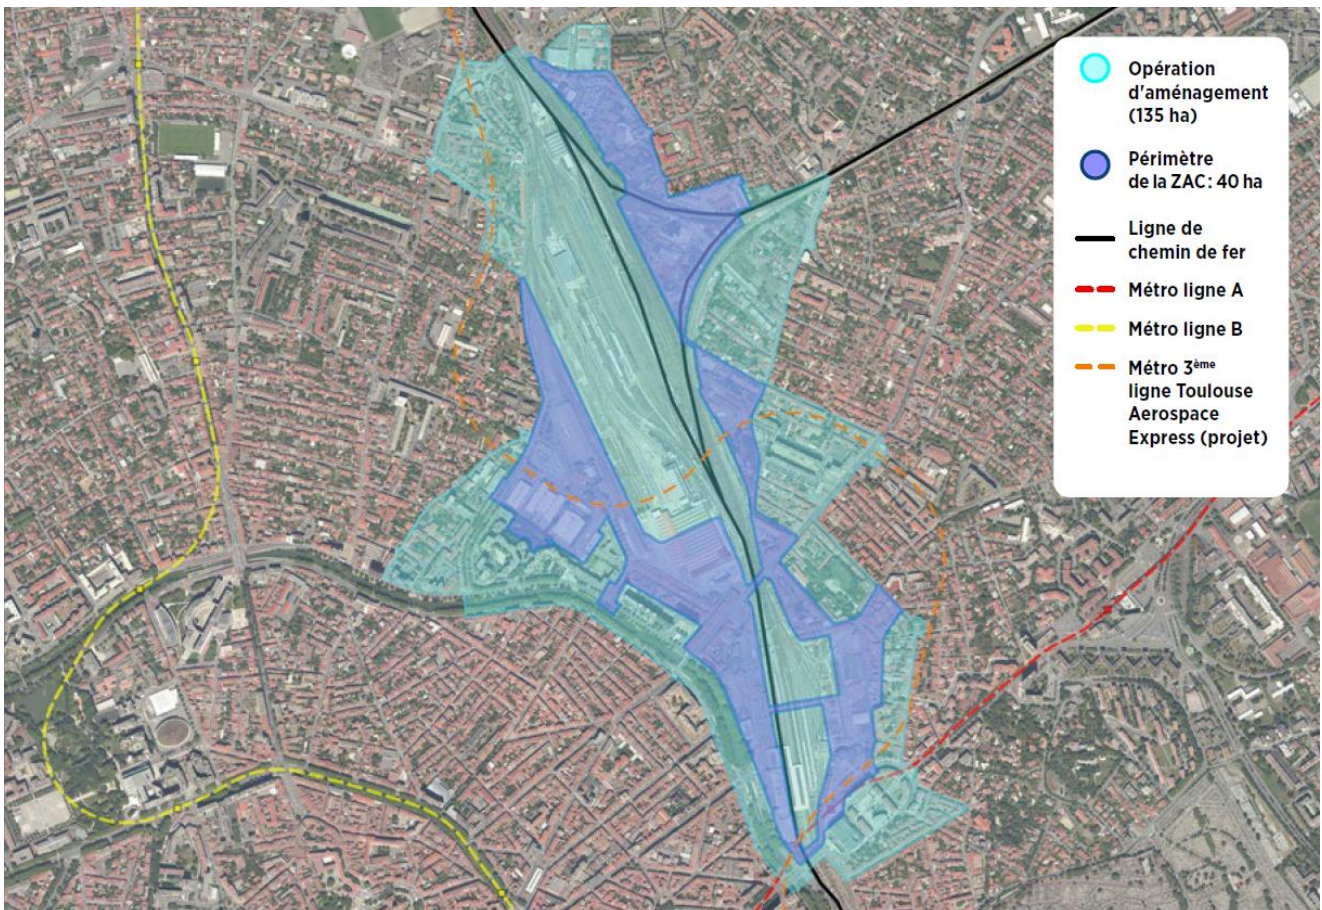 Opération
d'aménagement
(135 ha)
Périmètre
de la ZAC: 40 ha
Ligne de
chemin de fer
Métro ligne A
Métro ligne B
Métro 3ème
ligne Toulouse
Aerospace
Express (projet)